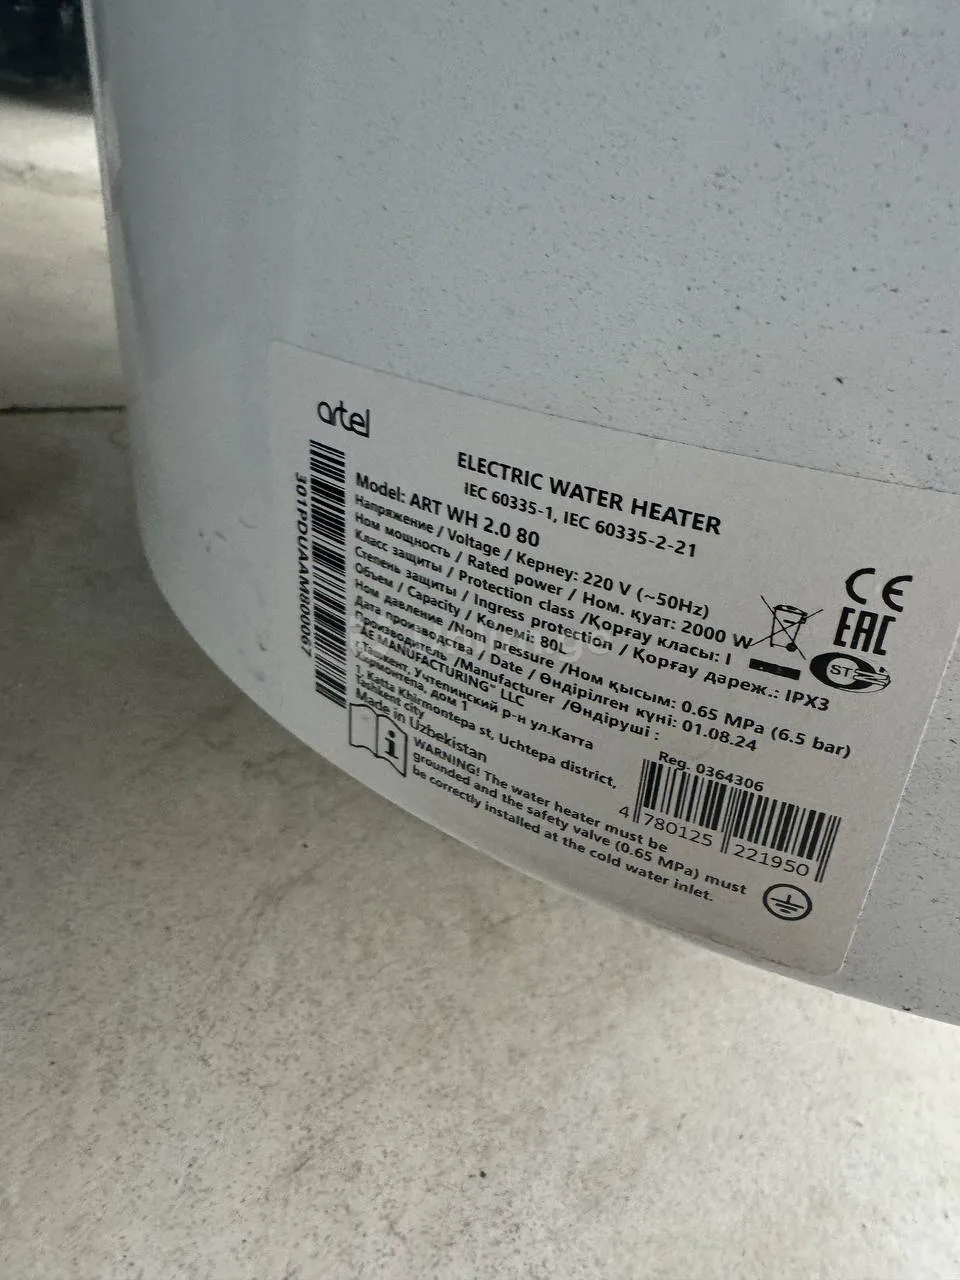 artel
ELECTRIC WATER HEATER
IEC 60335-1, IEC 60335-2-21
Model: ART WH 2.0 80
Напряжение / Voltage / Кернеу: 220 V (~50Hz)
Ном мощность / Rated power / Ном. қуат: 2000 W
Класс защиты / Protection class /Қорғау класы: I
Степень защиты / Ingress protection / Қорғау дареж.: IPX3
Объем / Capacity / Көлемі: 80L
Ном давление /Nom pressure /Ном қысым: 0.65 MPa (6.5 bar)
Дата производства / Date / Өндірілген күні: 01.08.24
Производитель /Manufacturer /Өндіруші :
"AE MANUFACTURING" LLC
г.Ташкент, Учтепинский р-н ул.Катта
Хирмонтепа, дом 1
1, Katta Khirmontepa st, Uchtepa district,
Tashkent city
Made in Uzbekistan
WARNING! The water heater must be
grounded and the safety valve (0.65 MPa) must
be correctly installed at the cold water inlet.
301PDUAAM800067
CE
EAC
ST
Reg. 0364306
4 780125 221950